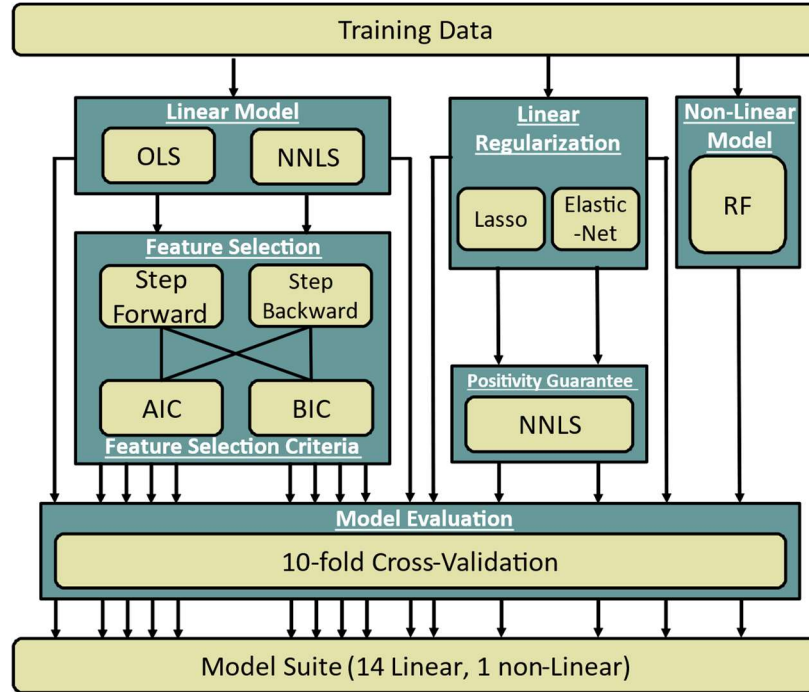 Training Data
Linear Model
OLS
NNLS
Feature Selection
Step
Forward
Step
Backward
AIC
BIC
Feature Selection Criteria
Linear
Regularization
Lasso
Elastic
-Net
Positivity Guarantee
NNLS
Non-Linear
Model
RF
Model Evaluation
10-fold Cross-Validation
Model Suite (14 Linear, 1 non-Linear)